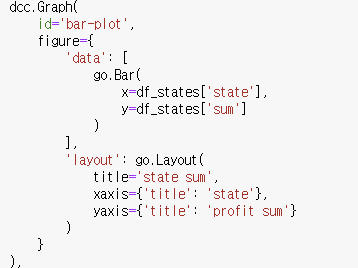 dcc.Graph(
    id='bar-plot',
    figure={
        'data': [
            go.Bar(
                x=df_states['state'],
                y=df_states['sum']
            )
        ],
        'layout': go.Layout(
            title='state sum',
            xaxis={'title': 'state'},
            yaxis={'title': 'profit sum'}
        )
    }
),